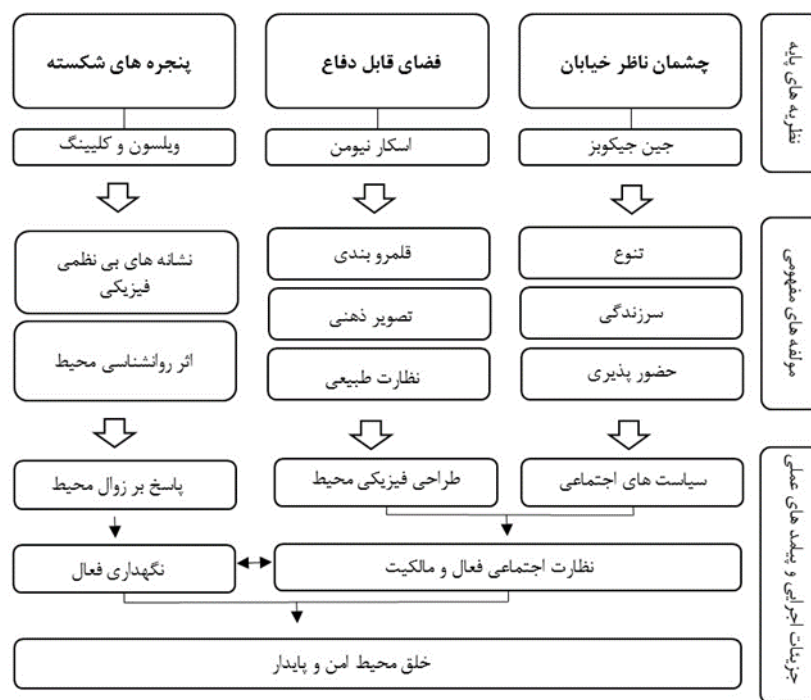 نظریه های پایه
چشمان ناظر خیابان
فضای قابل دفاع
پنجره های شکسته
جین جیکوبز
اسکار نیومن
ویلسون و کلیینگ
مولفه های مفهومی
تنوع
قلمرو بندی
نشانه های بی نظمی
فیزیکی
سرزندگی
تصویر ذهنی
اثر روانشناسی محیط
حضور پذیری
نظارت طبیعی
جزیئات اجرایی و پیلمد های عملی
سیاست های اجتماعی
طراحی فیزیکی محیط
پاسخ بر زوال محیط
نظارت اجتماعی فعال و مالکیت
نگهداری فعال
خلق محیط امن و پایدار